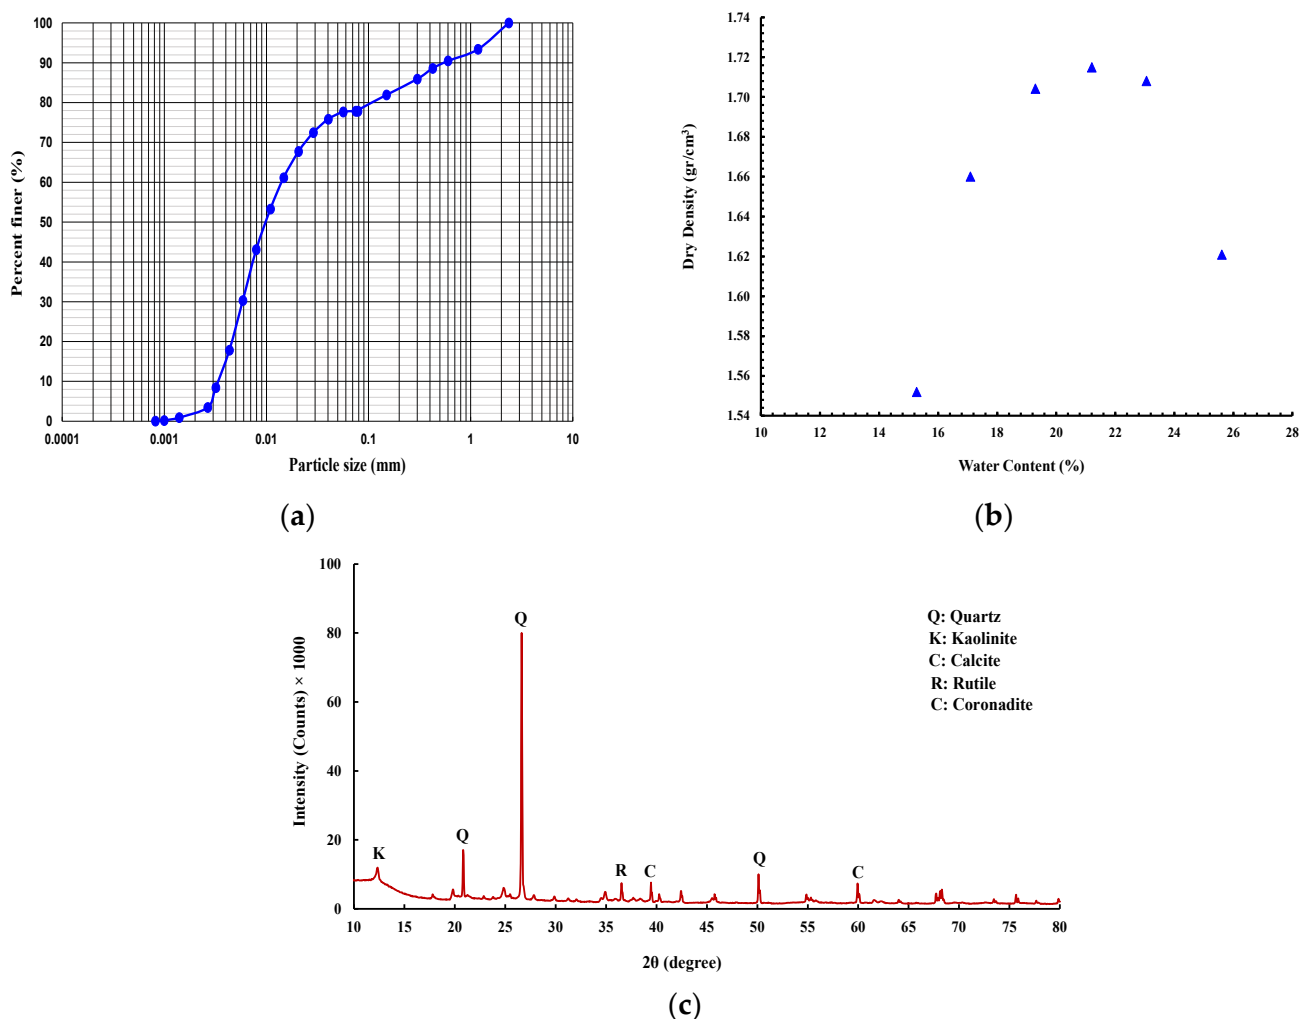 100
90
80
70
60
50
40
30
20
10
0
Percent finer (%)
0.0001 0.001 0.01 0.1 1 10
Particle size (mm)
(a)
1.74
1.72
1.70
1.68
1.66
1.64
1.62
1.60
1.58
1.56
1.54
Dry Density (gr/cm³)
10 12 14 16 18 20 22 24 26 28
Water Content (%)
(b)
100
80
60
40
20
0
Intensity (Counts) × 1000
K
Q
Q
R
C
Q
C
Q: Quartz
K: Kaolinite
C: Calcite
R: Rutile
C: Coronadite
10 15 20 25 30 35 40 45 50 55 60 65 70 75 80
2θ (degree)
(c)